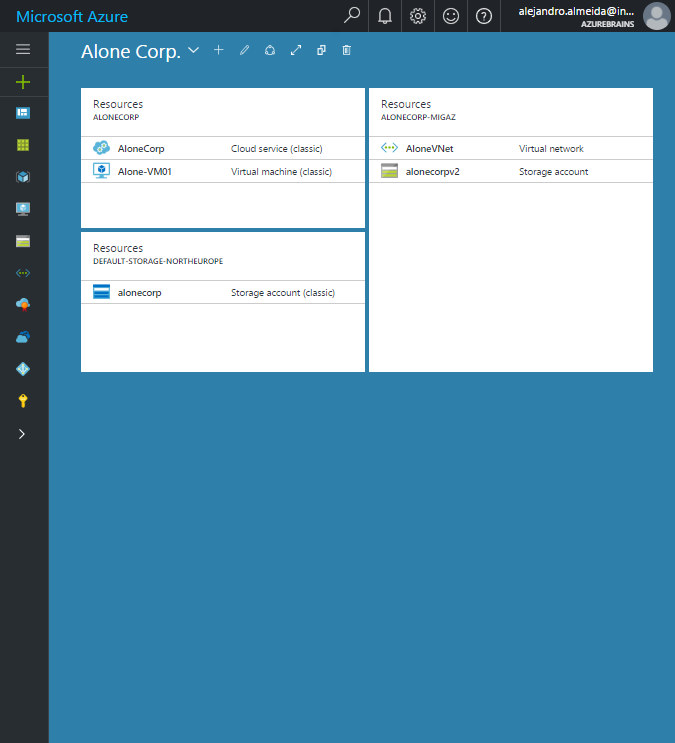 Microsoft Azure
alejandro.almeida@in...
AZUREBRAINS
Alone Corp.
Resources
ALONECORP
AloneCorp Cloud service (classic)
Alone-VM01 Virtual machine (classic)
Resources
ALONECORP-MIGAZ
AloneVNet Virtual network
alonecorpv2 Storage account
Resources
DEFAULT-STORAGE-NORTHEUROPE
alonecorp Storage account (classic)